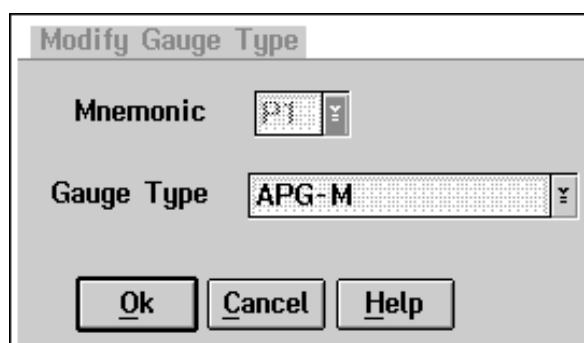 Modify Gauge Type
Mnemonic P1
Gauge Type APG-M
Ok Cancel Help